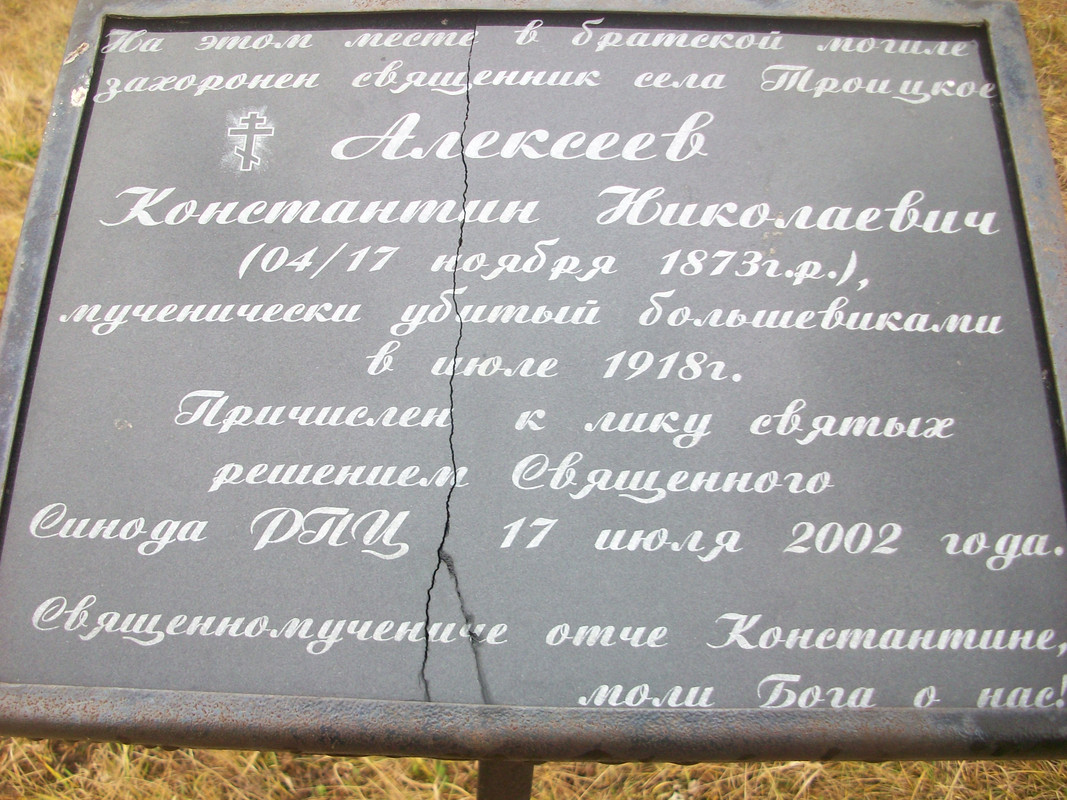 На этом месте в братской могиле
захоронен священник села Троицкое
Алексеев
Константин Николаевич
(04/17 ноября 1873г.р.),
мученически убитый большевиками
в июле 1918г.
Причислен к лику святых
решением Священного
Синода РПЦ 17 июля 2002 года.
Священномучениче отче Константине,
моли Бога о нас!